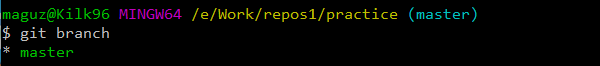 maguz@Kilk96 MINGW64 /e/Work/repos1/practice (master)
$ git branch
* master